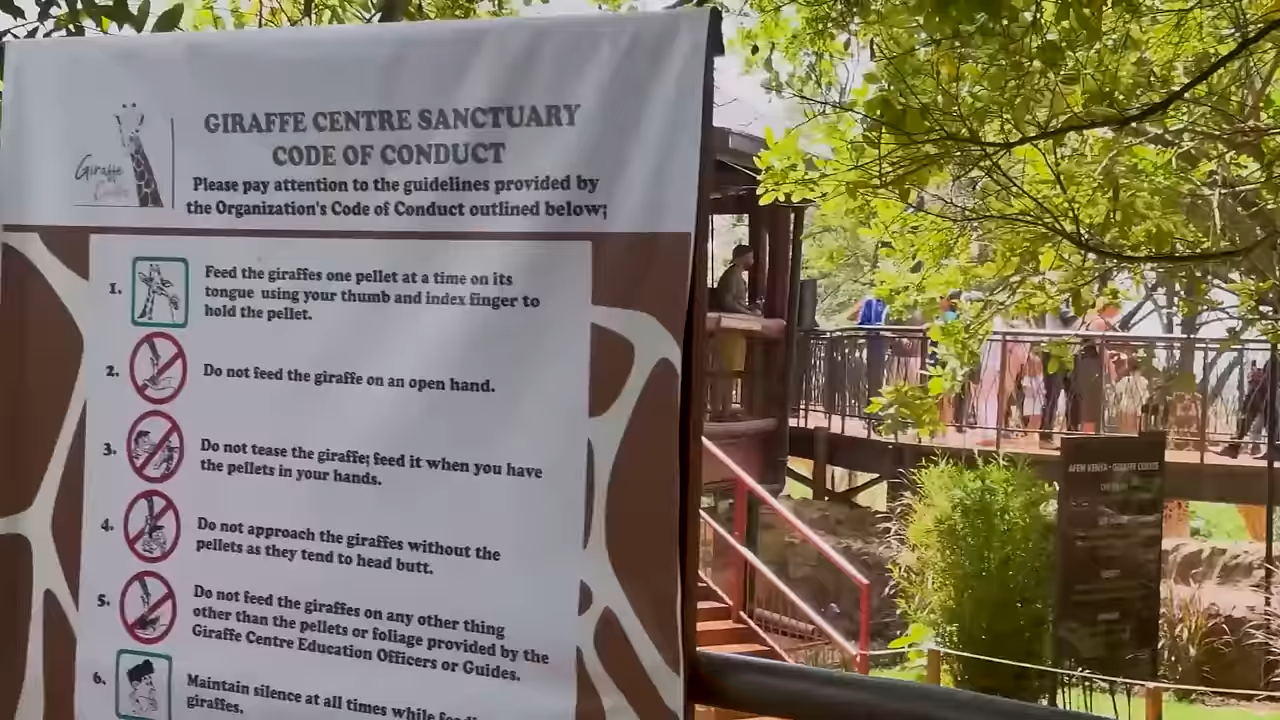 Giraffe
Centre
GIRAFFE CENTRE SANCTUARY
CODE OF CONDUCT
Please pay attention to the guidelines provided by
the Organization's Code of Conduct outlined below;
1. Feed the giraffes one pellet at a time on its
tongue using your thumb and index finger to
hold the pellet.
2. Do not feed the giraffe on an open hand.
3. Do not tease the giraffe; feed it when you have
the pellets in your hands.
4. Do not approach the giraffes without the
pellets as they tend to head butt.
5. Do not feed the giraffes on any other thing
other than the pellets or foliage provided by the
Giraffe Centre Education Officers or Guides.
6. Maintain silence at all times while
giraffes.
AFEW KENYA - GIRAFFE